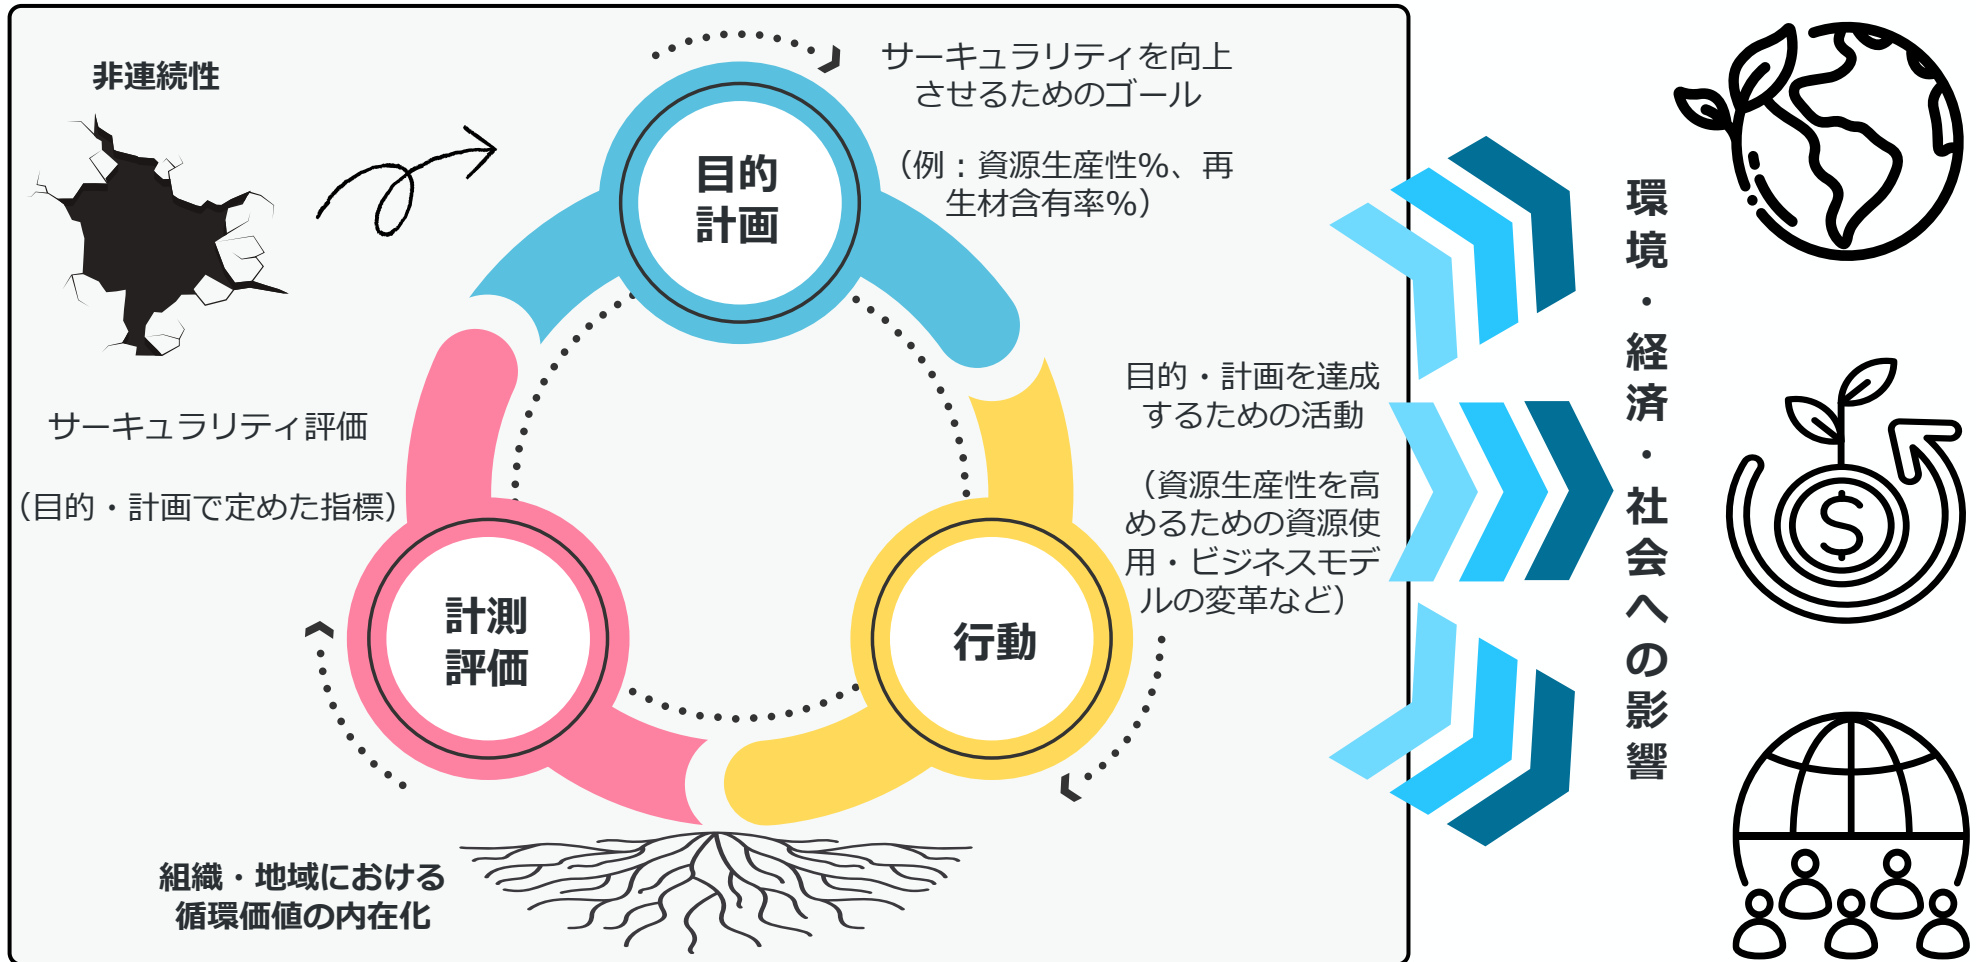 非連続性
サーキュラリティを向上
させるためのゴール
（例：資源生産性%、再
生材含有率%）
目的
計画
サーキュラリティ評価
（目的・計画で定めた指標）
目的・計画を達成
するための活動
（資源生産性を高
めるための資源使
用・ビジネスモデ
ルの変革など）
計測
評価
行動
組織・地域における
循環価値の内在化
環境・経済・社会への影響
$